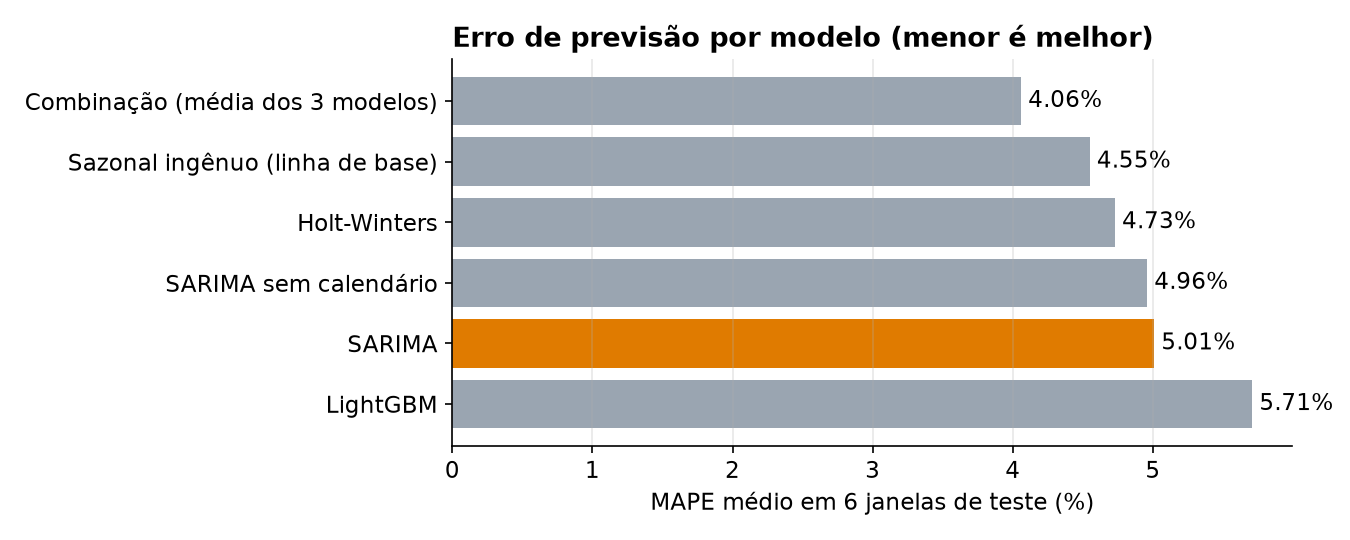 Erro de previsão por modelo (menor é melhor)
Combinação (média dos 3 modelos) 4.06%
Sazonal ingênuo (linha de base) 4.55%
Holt-Winters 4.73%
SARIMA sem calendário 4.96%
SARIMA 5.01%
LightGBM 5.71%
0 1 2 3 4 5
MAPE médio em 6 janelas de teste (%)